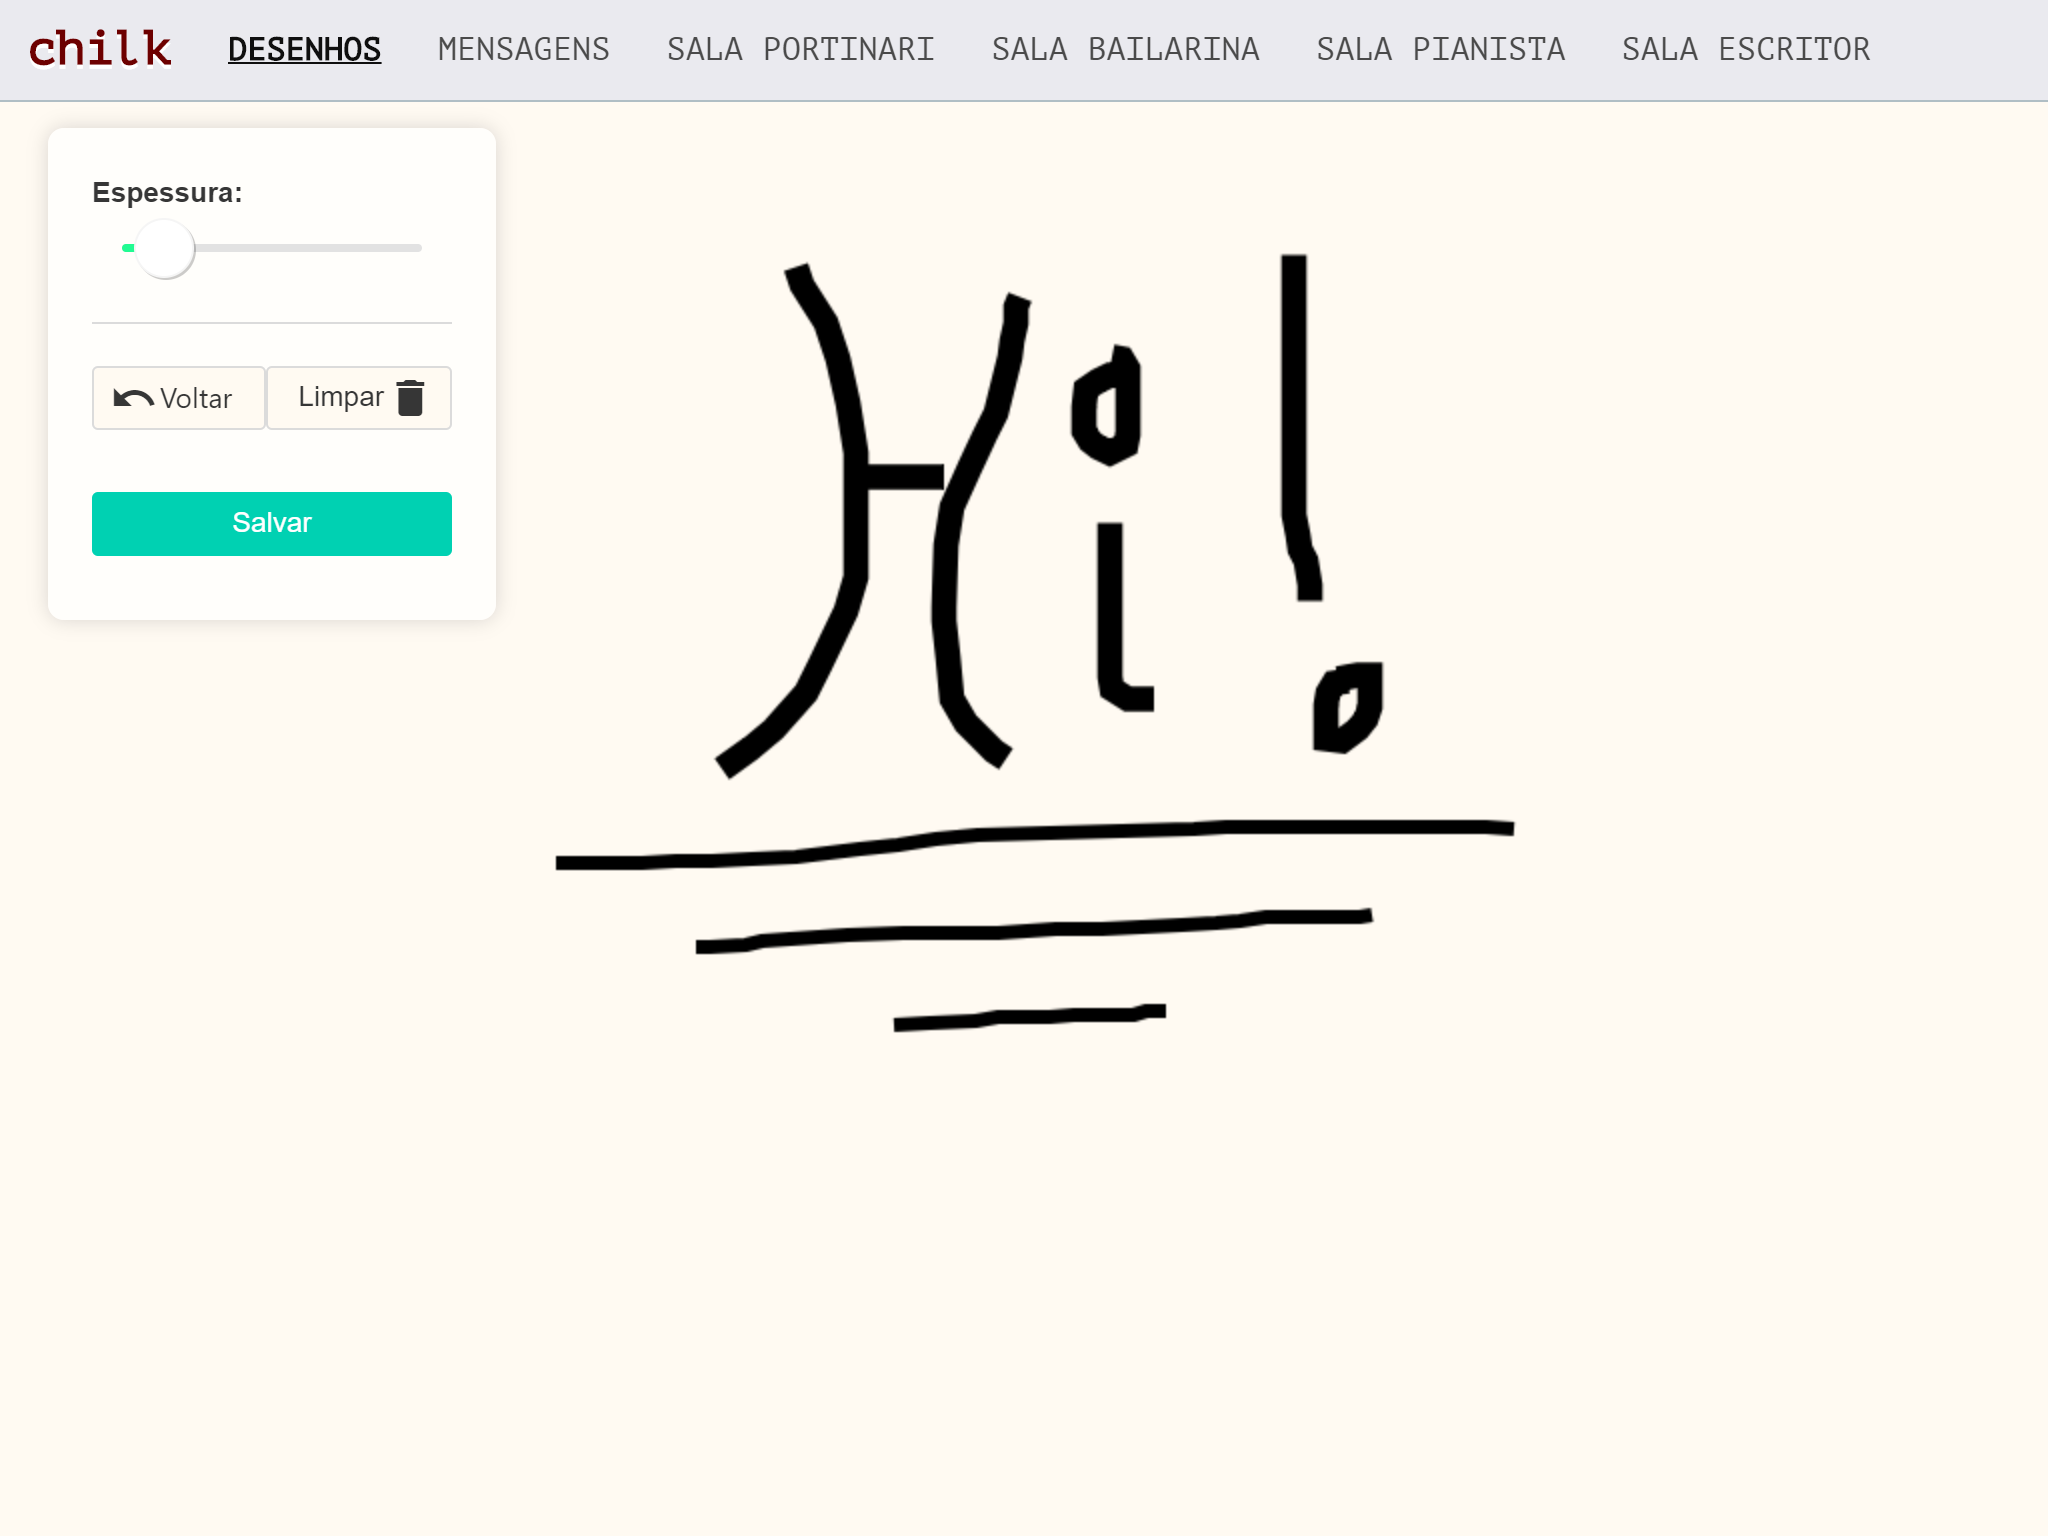 chilk DESENHOS MENSAGENS SALA PORTINARI SALA BAILARINA SALA PIANISTA SALA ESCRITOR
Espessura:
Voltar Limpar
Salvar
Hi!